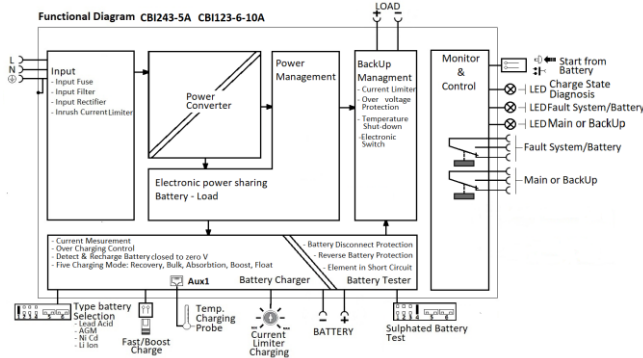 Functional Diagram CBI243-5A CBI123-6-10A
LOAD
+ −
L
N
Input
- Input Fuse
- Input Filter
- Input Rectifier
- Inrush Current Limiter
Power
Converter
Power
Management
BackUp
Managment
- Current Limiter
- Over voltage
Protection
- Temperature
Shut-down
-Electronic
Switch
Monitor
&
Control
Start from
Battery
LED Charge State
Diagnosis
LED Fault System/Battery
LED Main or BackUp
Fault System/Battery
Main or BackUp
Electronic power sharing
Battery - Load
- Current Mesurement
- Over Charging Control
- Detect & Recharge Battery closed to zero V
- Five Charging Mode: Recovery, Bulk, Absorbtion, Boost, Float
Aux1
Battery Charger
- Battery Disconnect Protection
- Reverse Battery Protection
- Element in Short Circuit
Battery Tester
Type battery
Selection
- Lead Acid
- AGM
- Ni Cd
- Li Ion
Fast/Boost
Charge
Temp.
Charging
Probe
Current
Limiter
Charging
− +
BATTERY
Sulphated Battery
Test